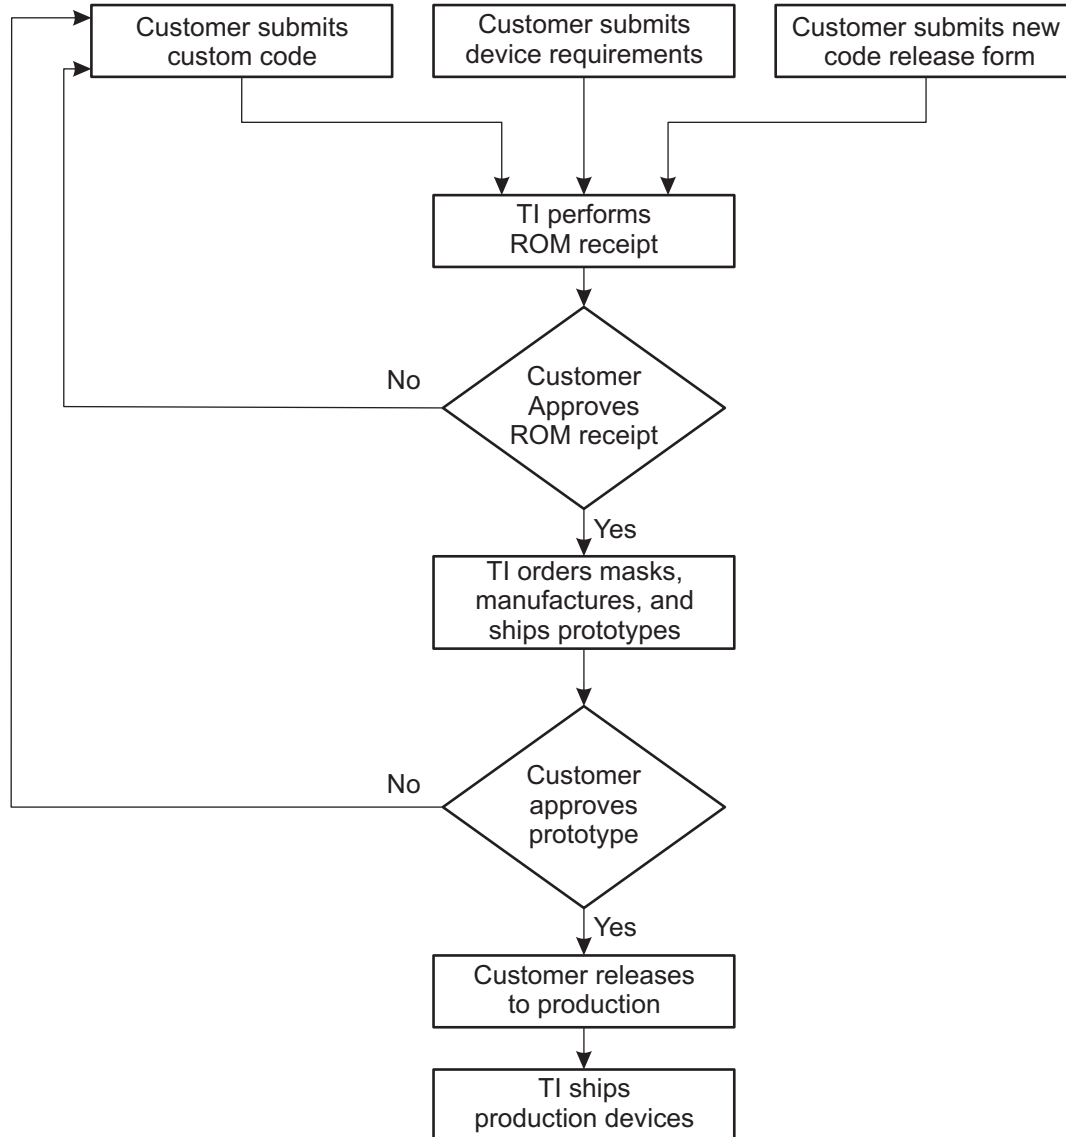 Customer submits
custom code
Customer submits
device requirements
Customer submits new
code release form
TI performs
ROM receipt
No
Customer
Approves
ROM receipt
Yes
TI orders masks,
manufactures, and
ships prototypes
No
Customer
approves
prototype
Yes
Customer releases
to production
TI ships
production devices